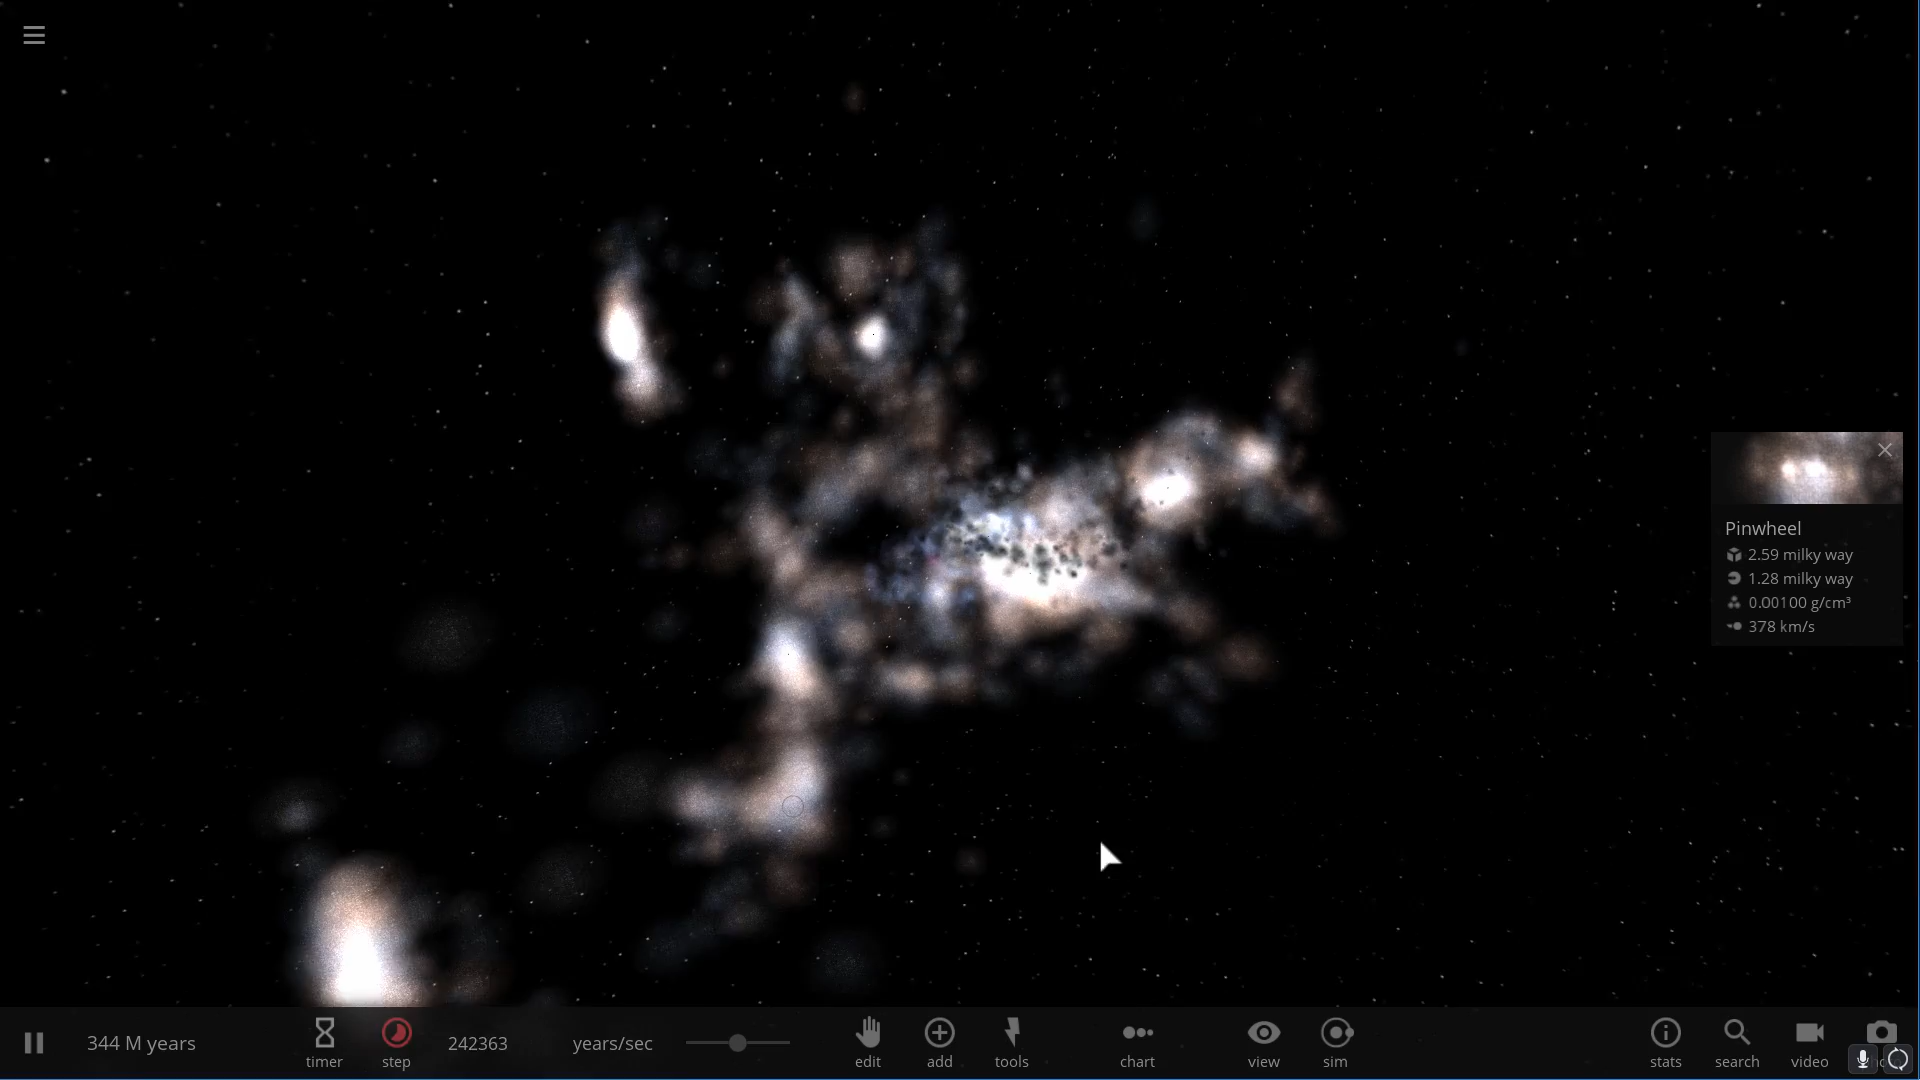 Pinwheel
2.59 milky way
1.28 milky way
0.00100 g/cm³
378 km/s
344 M years
timer
step
242363
years/sec
edit
add
tools
chart
view
sim
stats
search
video